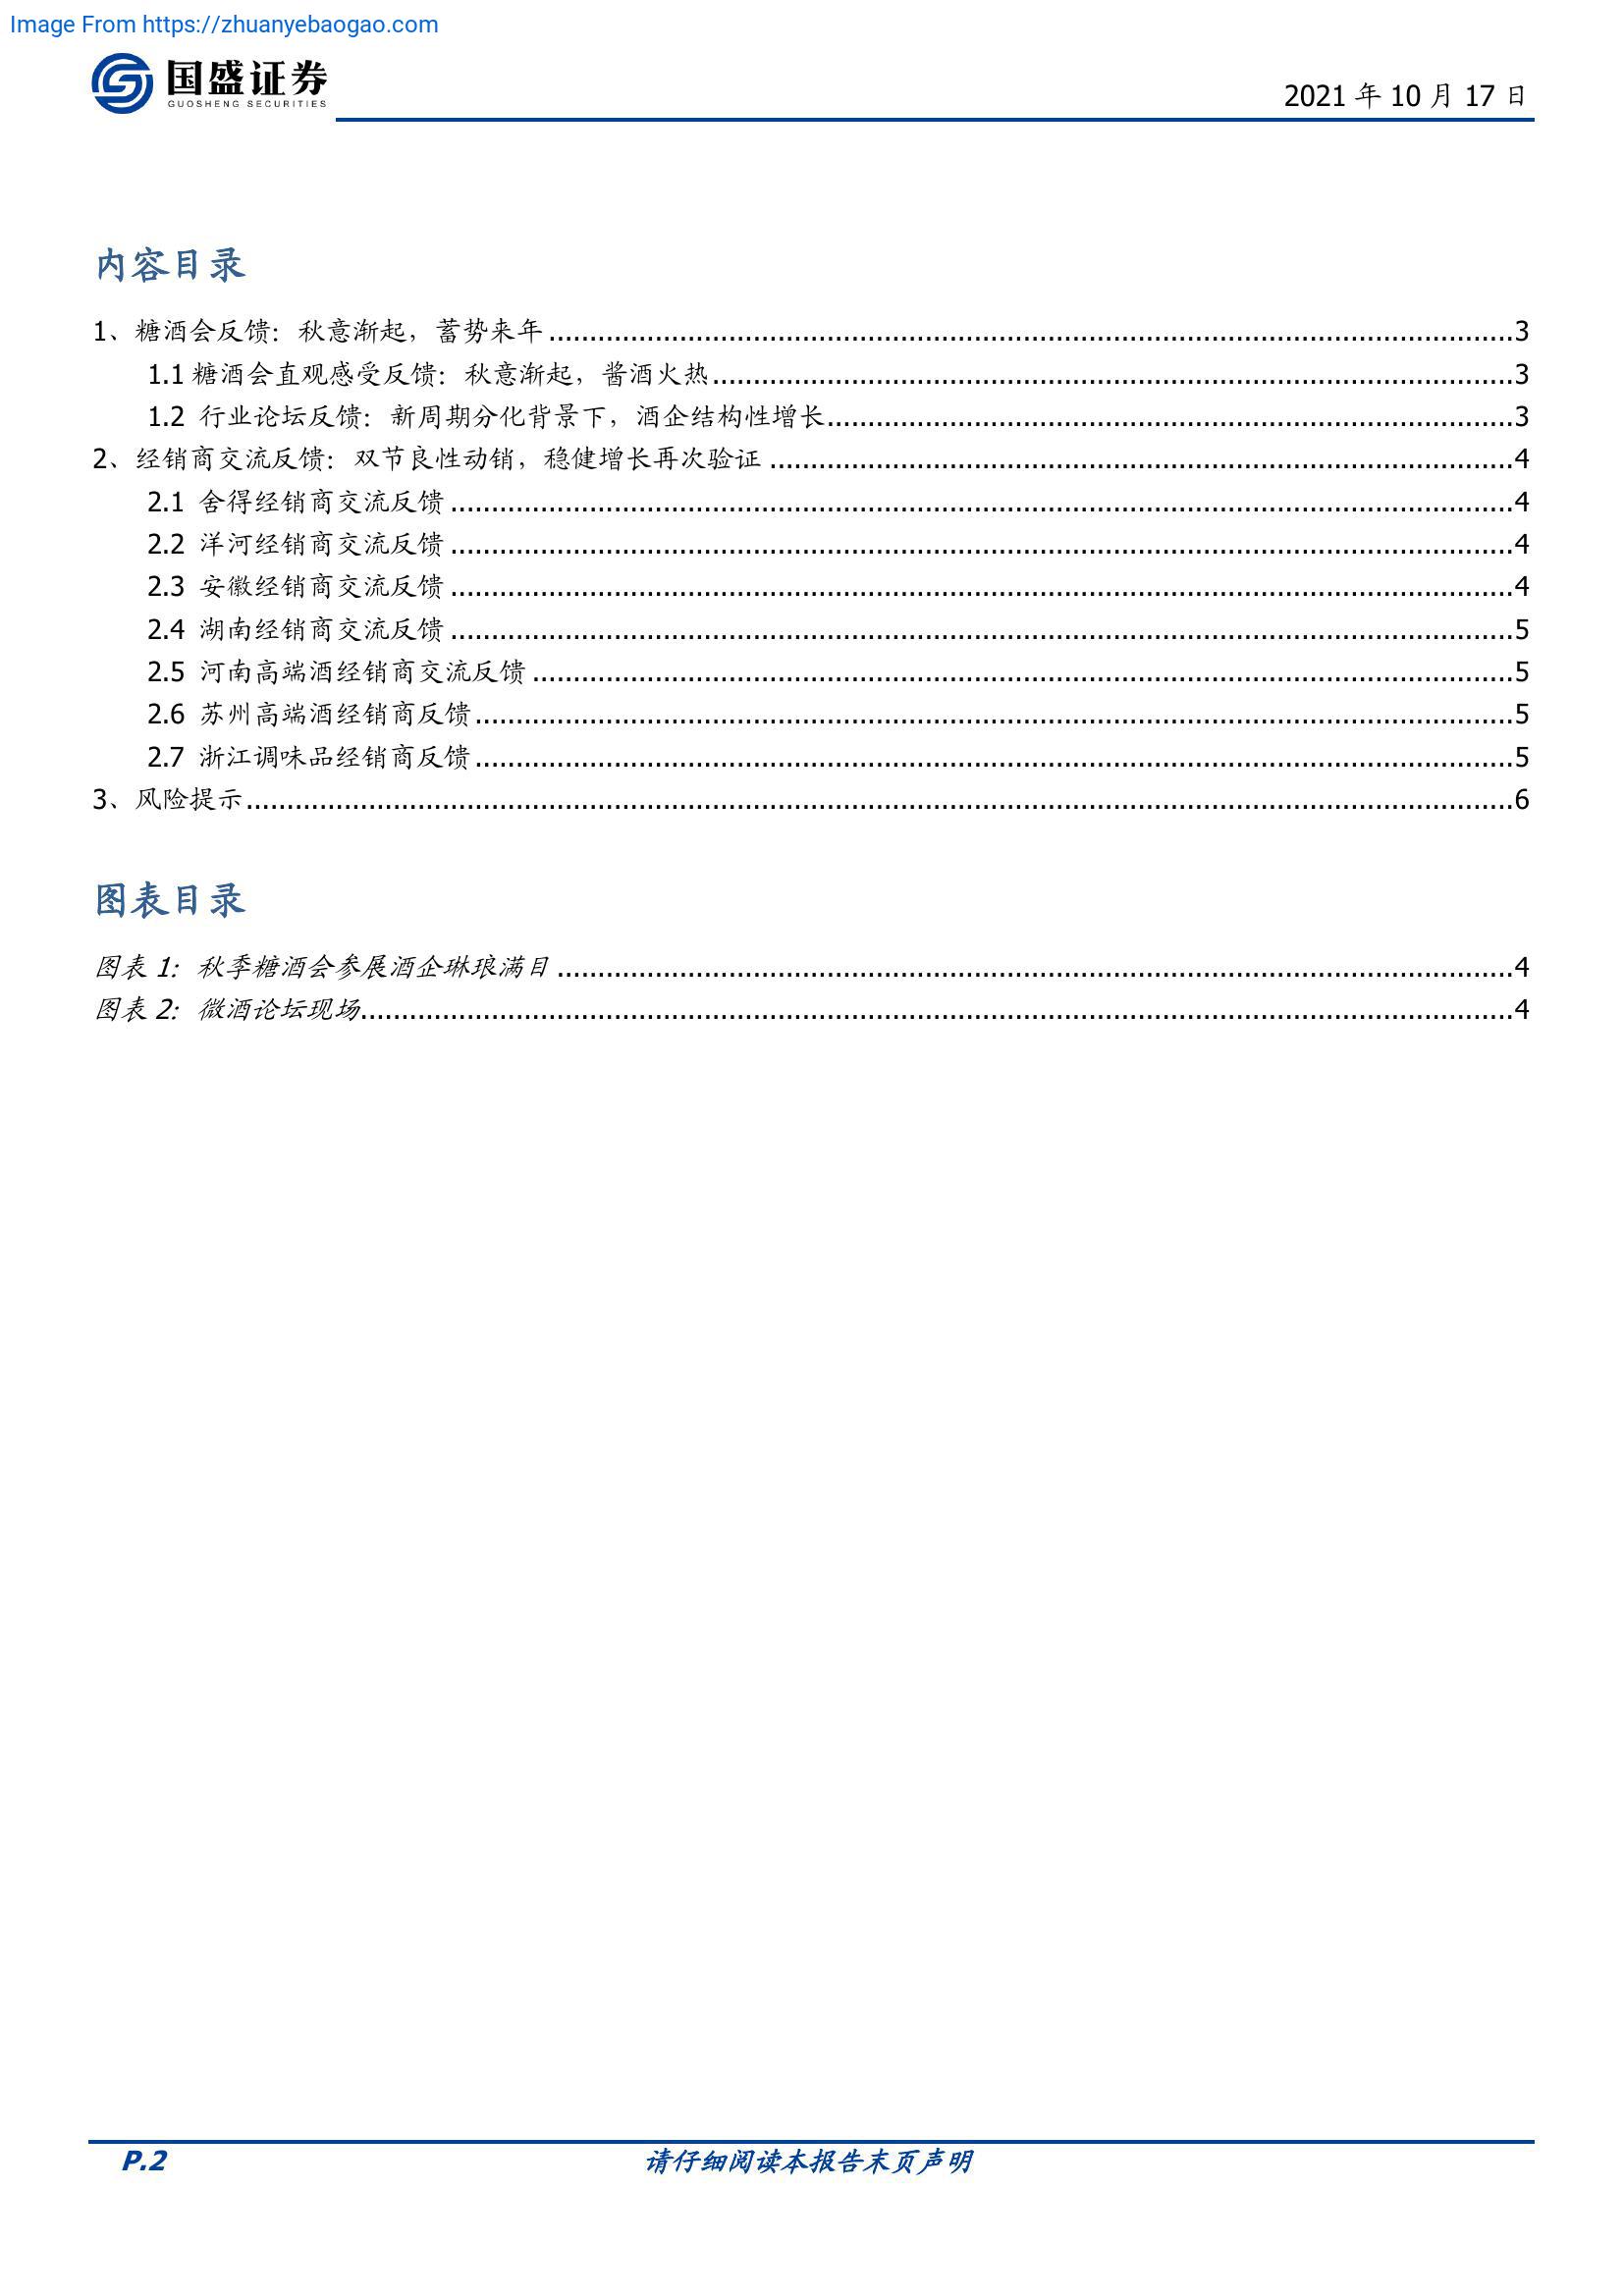 Image From https://zhuanyebaogao.com
国盛证券
GUOSHENG SECURITIES
2021 年 10 月 17 日
内容目录
1、糖酒会反馈：秋意渐起，蓄势来年 3
1.1 糖酒会直观感受反馈：秋意渐起，酱酒火热 3
1.2 行业论坛反馈：新周期分化背景下，酒企结构性增长 3
2、经销商交流反馈：双节良性动销，稳健增长再次验证 4
2.1 舍得经销商交流反馈 4
2.2 洋河经销商交流反馈 4
2.3 安徽经销商交流反馈 4
2.4 湖南经销商交流反馈 5
2.5 河南高端酒经销商交流反馈 5
2.6 苏州高端酒经销商反馈 5
2.7 浙江调味品经销商反馈 5
3、风险提示 6
图表目录
图表 1：秋季糖酒会参展酒企琳琅满目 4
图表 2：微酒论坛现场 4
P.2
请仔细阅读本报告末页声明